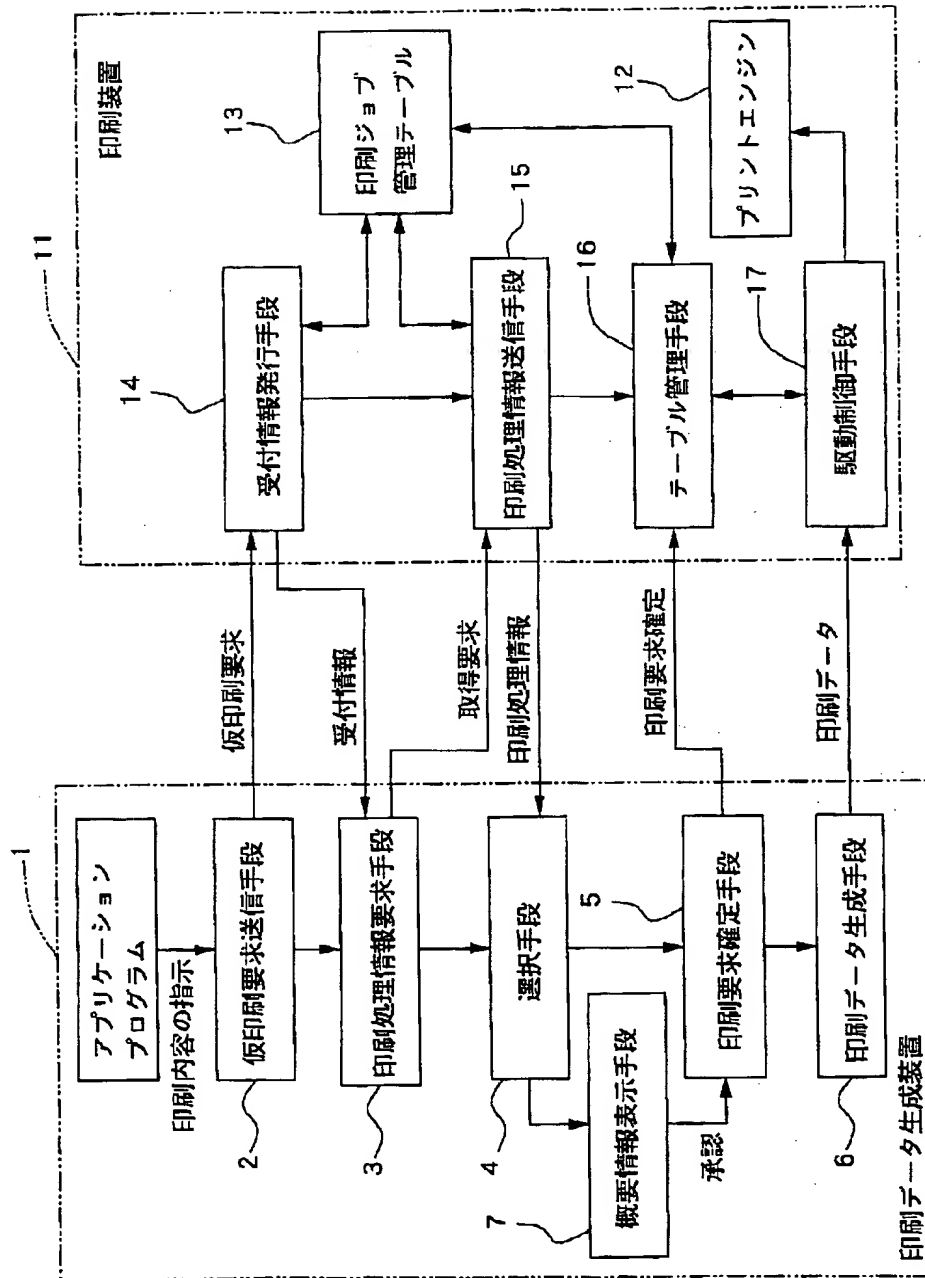 1
アプリケーション
プログラム
印刷内容の指示
2
仮印刷要求送信手段
3
印刷処理情報要求手段
4
選択手段
7
概要情報表示手段
承認
5
印刷要求確定手段
6
印刷データ生成手段
印刷データ生成装置
仮印刷要求
受付情報
取得要求
印刷処理情報
印刷要求確定
印刷データ
11
印刷装置
14
受付情報発行手段
13
印刷ジョブ
管理テーブル
15
印刷処理情報送信手段
16
テーブル管理手段
12
プリントエンジン
17
駆動制御手段